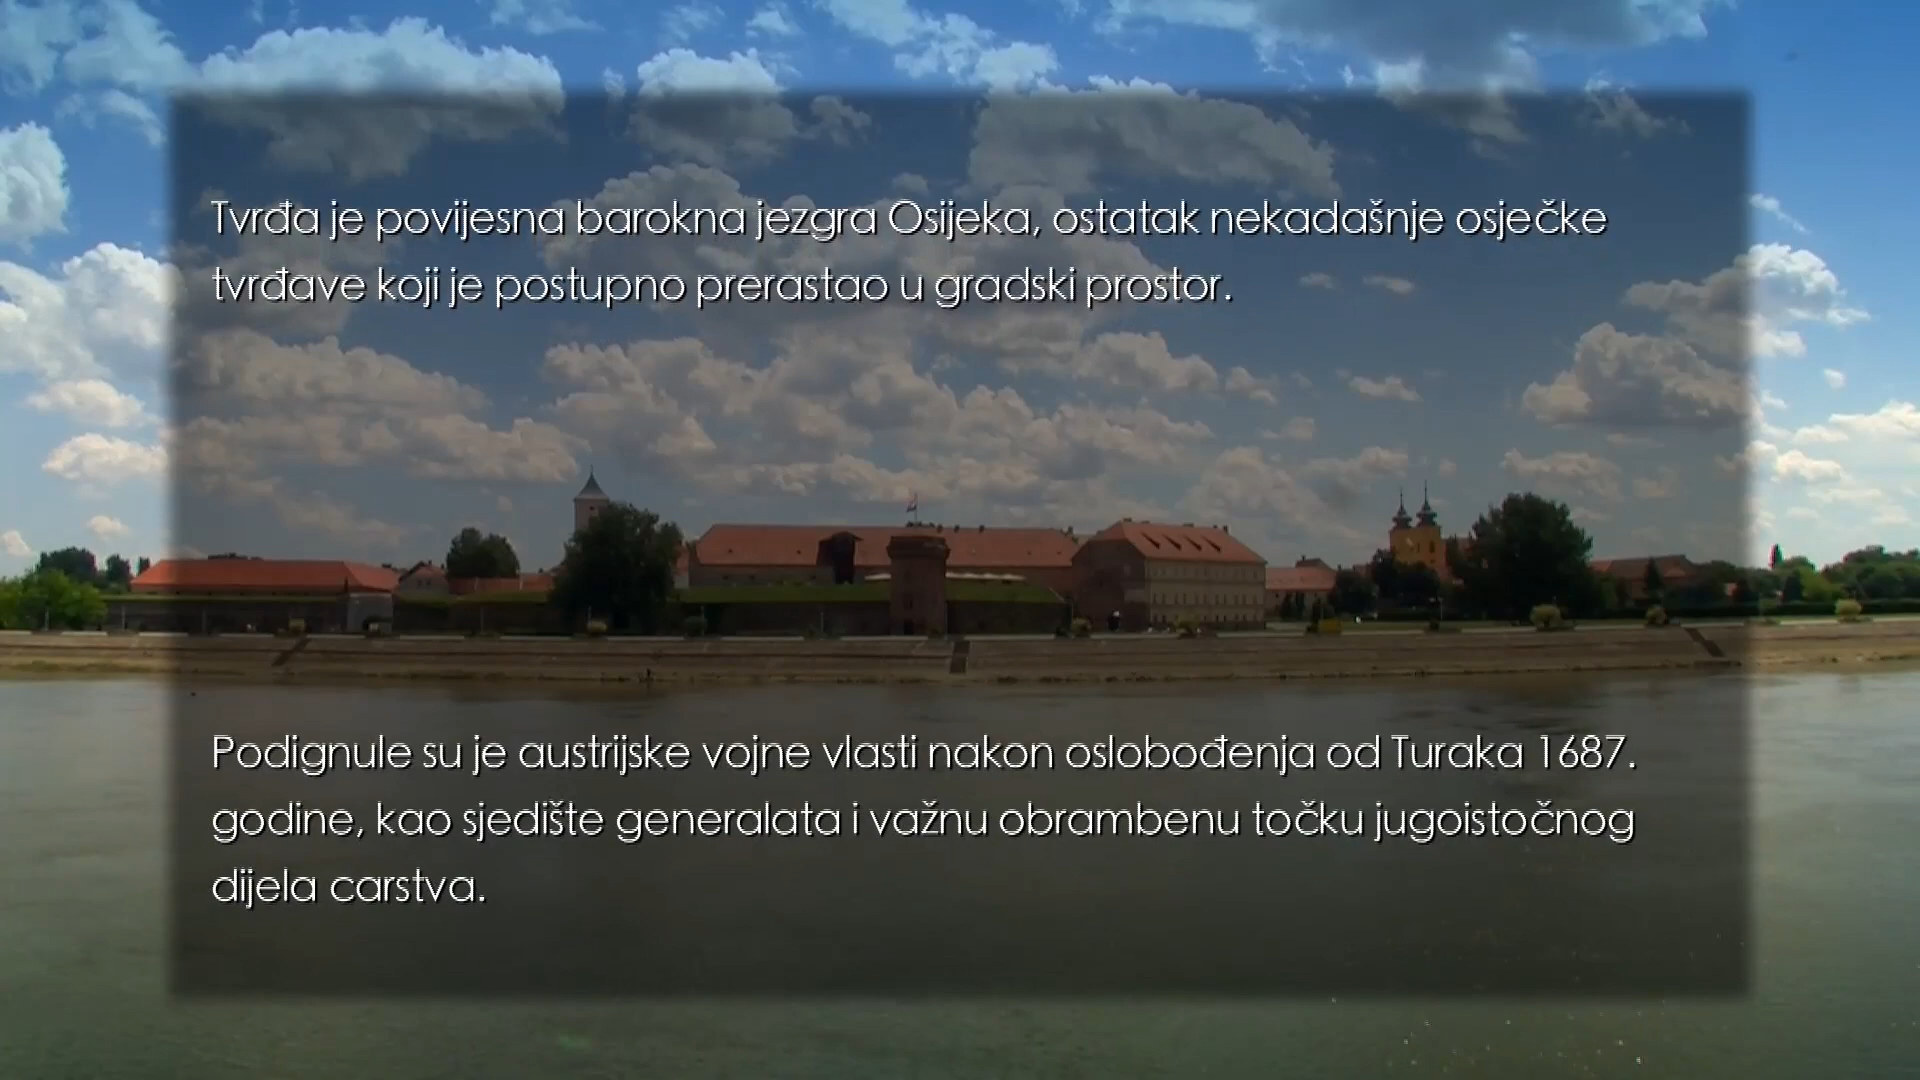 Tvrđa je povijesna barokna jezgra Osijeka, ostatak nekadašnje osječke
tvrđave koji je postupno prerastao u gradski prostor.
Podignule su je austrijske vojne vlasti nakon oslobođenja od Turaka 1687.
godine, kao sjedište generalata i važnu obrambenu točku jugoistočnog
dijela carstva.